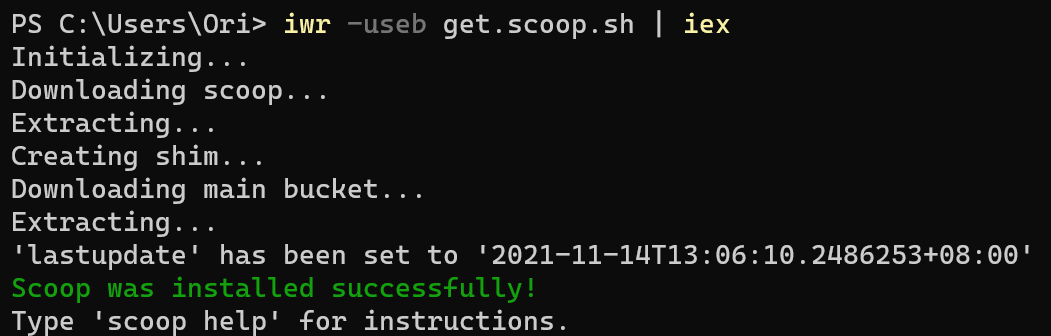 PS C:\Users\Ori> iwr -useb get.scoop.sh | iex
Initializing...
Downloading scoop...
Extracting...
Creating shim...
Downloading main bucket...
Extracting...
'lastupdate' has been set to '2021-11-14T13:06:10.2486253+08:00'
Scoop was installed successfully!
Type 'scoop help' for instructions.